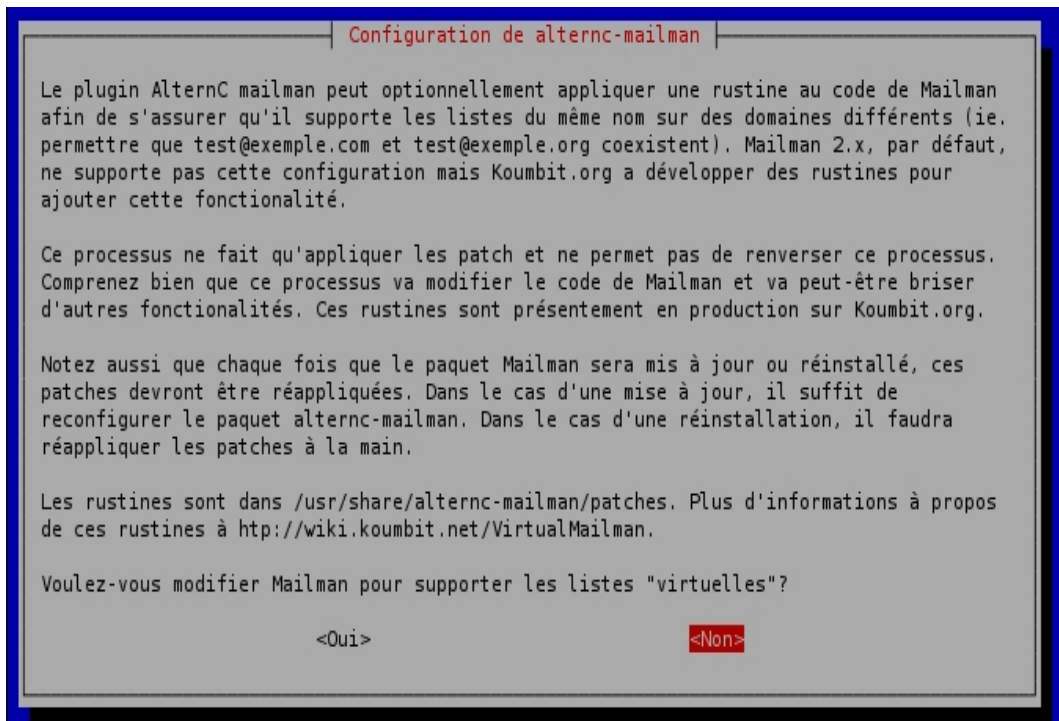 Configuration de alternc-mailman
Le plugin AlternC mailman peut optionnellement appliquer une rustine au code de Mailman
afin de s'assurer qu'il supporte les listes du même nom sur des domaines différents (ie.
permettre que test@exemple.com et test@exemple.org coexistent). Mailman 2.x, par défaut,
ne supporte pas cette configuration mais Koumbit.org a développer des rustines pour
ajouter cette fonctionalité.
Ce processus ne fait qu'appliquer les patch et ne permet pas de renverser ce processus.
Comprenez bien que ce processus va modifier le code de Mailman et va peut-être briser
d'autres fonctionalités. Ces rustines sont présentement en production sur Koumbit.org.
Notez aussi que chaque fois que le paquet Mailman sera mis à jour ou réinstallé, ces
patches devront être réappliquées. Dans le cas d'une mise à jour, il suffit de
reconfigurer le paquet alternc-mailman. Dans le cas d'une réinstallation, il faudra
réappliquer les patches à la main.
Les rustines sont dans /usr/share/alternc-mailman/patches. Plus d'informations à propos
de ces rustines à htp://wiki.koumbit.net/VirtualMailman.
Voulez-vous modifier Mailman pour supporter les listes "virtuelles"?
<Oui> <Non>